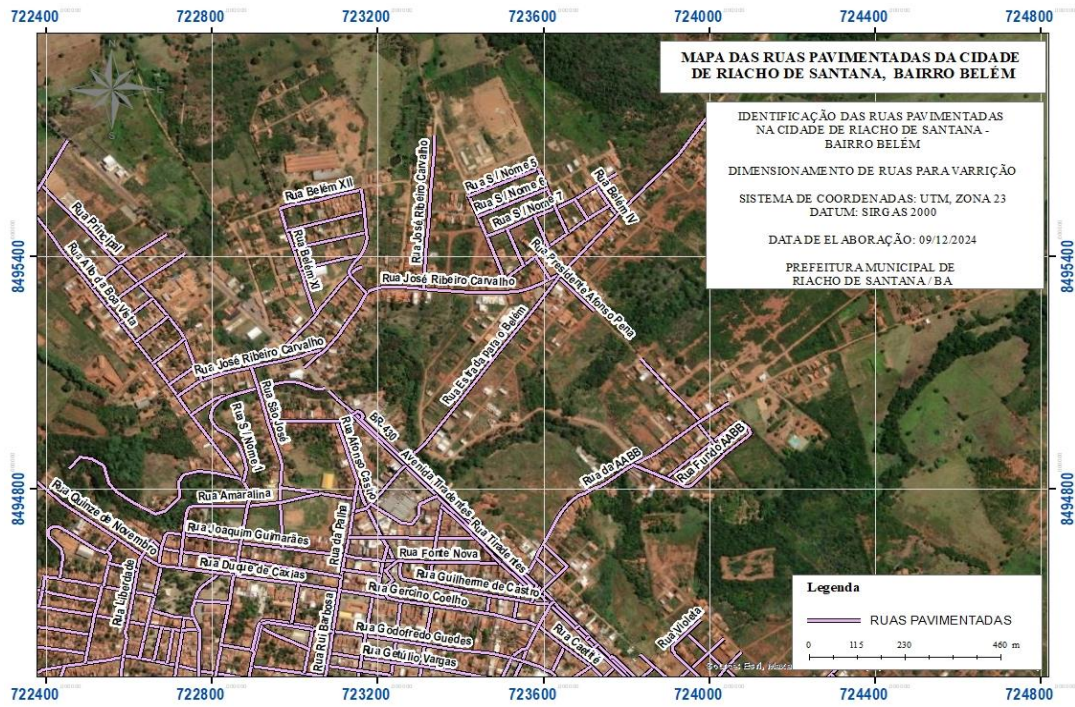 722400 722800 723200 723600 724000 724400 724800
MAPA DAS RUAS PAVIMENTADAS DA CIDADE
DE RIACHO DE SANTANA, BAIRRO BELÉM
IDENTIFICAÇÃO DAS RUAS PAVIMENTADAS
NA CIDADE DE RIACHO DE SANTANA -
BAIRRO BELÉM
DIMENSIONAMENTO DE RUAS PARA VARRIÇÃO
SISTEMA DE COORDENADAS: UTM, ZONA 23
DATUM: SIRGAS 2000
DATA DE ELABORAÇÃO: 09/12/2024
PREFEITURA MUNICIPAL DE
RIACHO DE SANTANA / BA
N
E
S
8495400
8495400
Rua Belém XII
Rua José Ribeiro Carvalho
Rua S / Nome 5
Rua S / Nome 6
Rua S / Nome 7
Rua Belém IV
Rua Principal
Rua Alto da Boa Vista
Rua Belém XI
Rua José Ribeiro Carvalho
Rua Presidente Afonso Pena
Rua Estrada para o Belém
Rua José Ribeiro Carvalho
Rua São José
Rua S / Nome 1
BR 430
Rua Afonso Castro
Avenida Tiradentes
Rua Tiradentes
Rua da AABB
Rua Fundo AABB
8494800
8494800
Rua Quinze de Novembro
Rua Amaralina
Rua da Palha
Rua Joaquim Guimarães
Rua Fonte Nova
Rua Duque de Caxias
Rua Guilherme de Castro
Rua Gercino Coelho
Rua Liberdade
Rua Rui Barbosa
Rua Godofredo Guedes
Rua Getúlio Vargas
Rua Caetité
Rua Violeta
Legenda
RUAS PAVIMENTADAS
0 115 230 460 m
722400 722800 723200 723600 724000 724400 724800